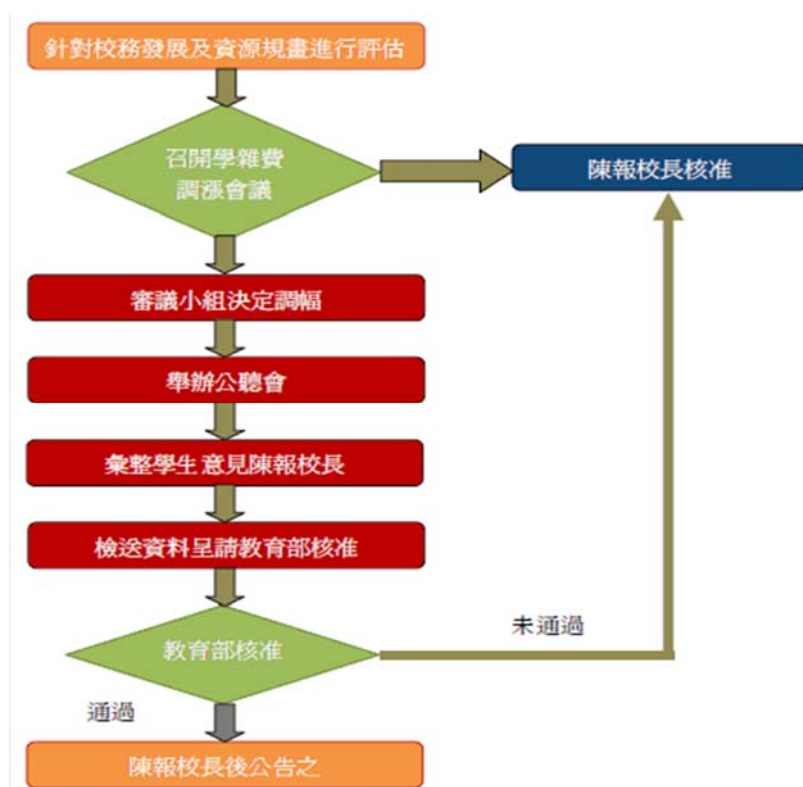 針對校務發展及資源規畫進行評估
召開學雜費
調漲會議
陳報校長核准
審議小組決定調幅
舉辦公聽會
彙整學生意見陳報校長
檢送資料呈請教育部核准
教育部核准
未通過
通過
陳報校長後公告之